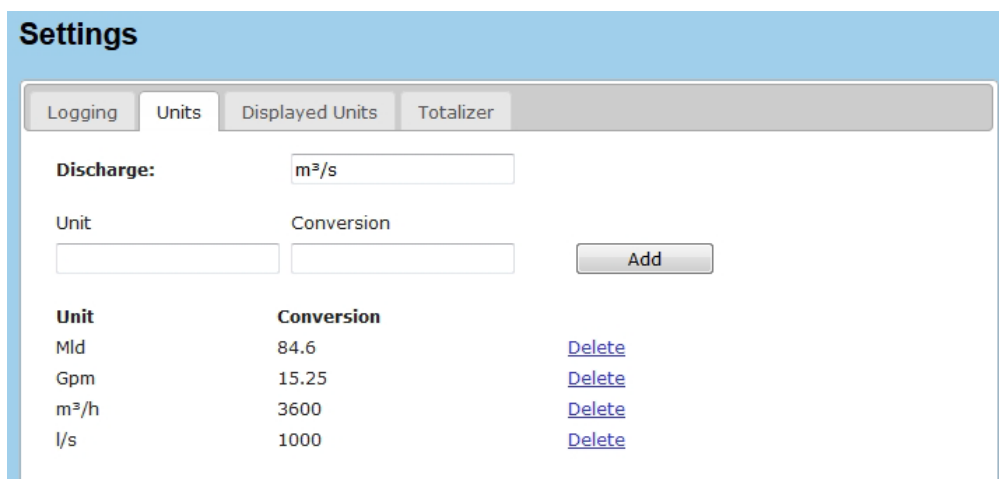 Settings
Logging Units Displayed Units Totalizer
Discharge: m³/s
Unit Conversion
Add
Unit Conversion
Mld 84.6 Delete
Gpm 15.25 Delete
m³/h 3600 Delete
l/s 1000 Delete